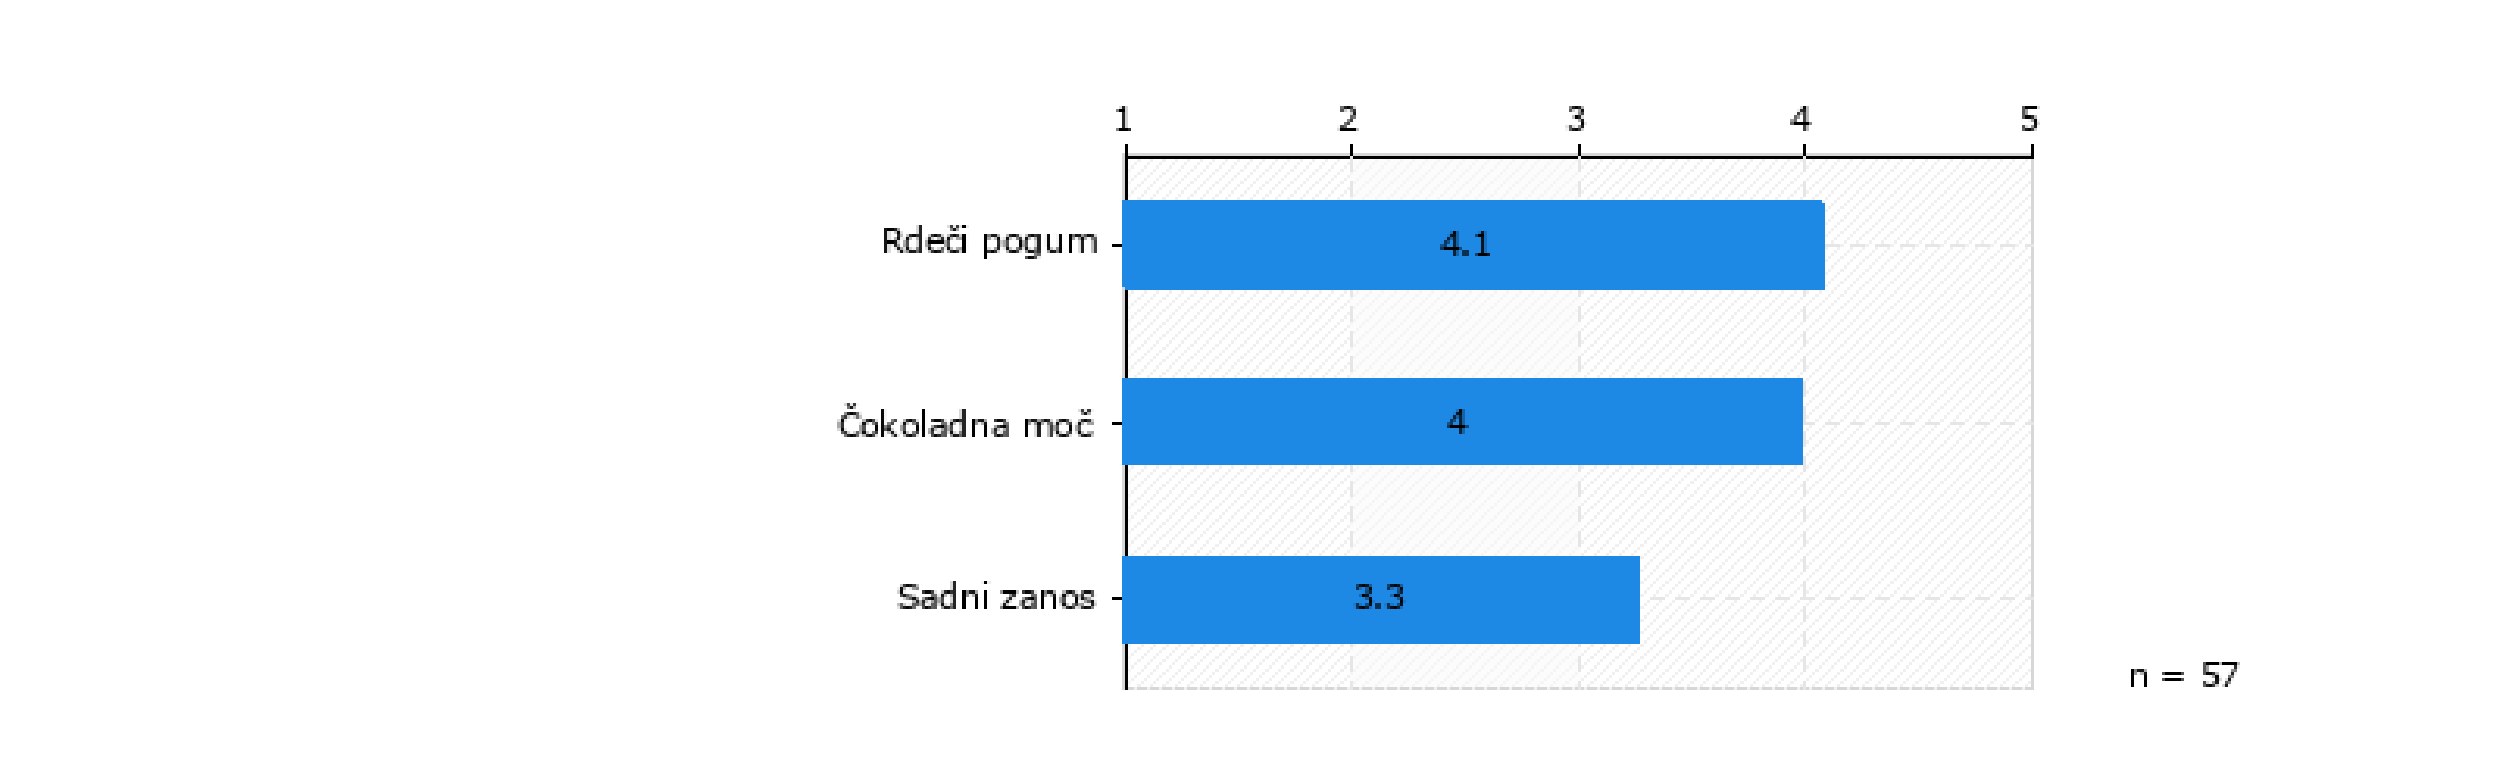 1 2 3 4 5
Rdeči pogum 4.1
Čokoladna moč 4
Sadni zanos 3.3
n = 57